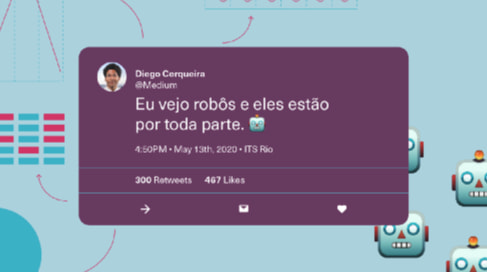 Diego Cerqueira
@Medium
Eu vejo robôs e eles estão
por toda parte. 🤖
4:50PM • May 13th, 2020 • ITS Rio
300 Retweets 467 Likes